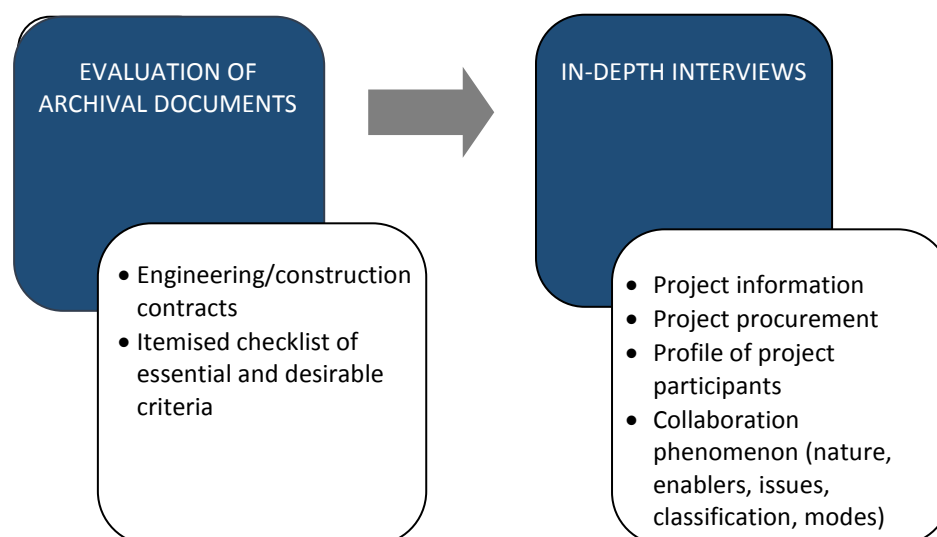 EVALUATION OF
ARCHIVAL DOCUMENTS
• Engineering/construction
contracts
• Itemised checklist of
essential and desirable
criteria
IN-DEPTH INTERVIEWS
• Project information
• Project procurement
• Profile of project
participants
• Collaboration
phenomenon (nature,
enablers, issues,
classification, modes)